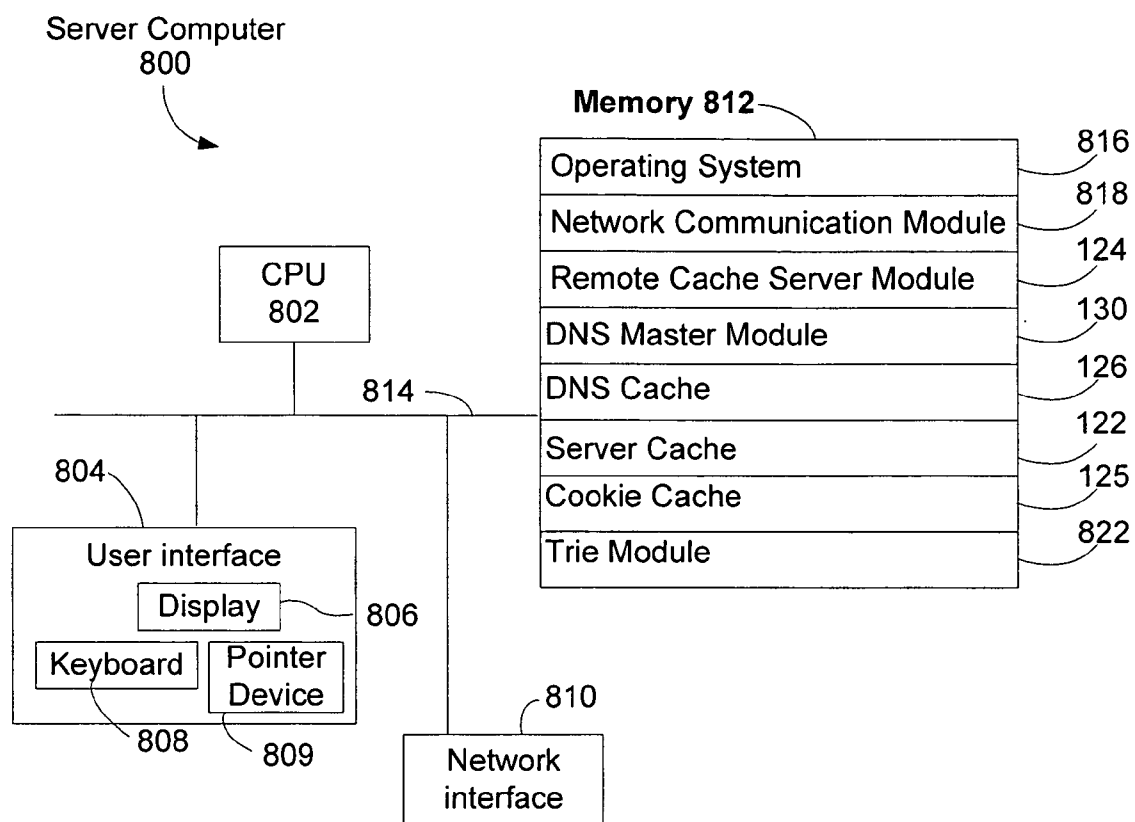 Server Computer
800
Memory 812
Operating System
816
Network Communication Module
818
Remote Cache Server Module
124
DNS Master Module
130
DNS Cache
126
Server Cache
122
Cookie Cache
125
Trie Module
822
CPU
802
814
804
User interface
Display
806
Keyboard
Pointer
Device
808
809
810
Network
interface